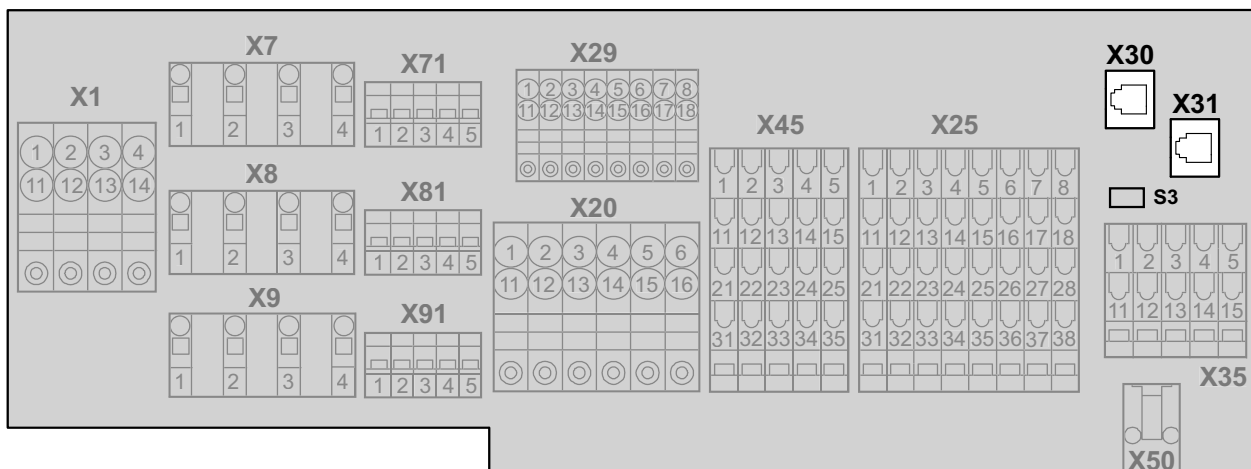 X1
1 2 3 4
11 12 13 14
X7
1 2 3 4
X8
1 2 3 4
X9
1 2 3 4
X71
1 2 3 4 5
X81
1 2 3 4 5
X91
1 2 3 4 5
X29
1 2 3 4 5 6 7 8
11 12 13 14 15 16 17 18
X20
1 2 3 4 5 6
11 12 13 14 15 16
X45
1 2 3 4 5
11 12 13 14 15
21 22 23 24 25
31 32 33 34 35
X25
1 2 3 4 5 6 7 8
11 12 13 14 15 16 17 18
21 22 23 24 25 26 27 28
31 32 33 34 35 36 37 38
X30
X31
S3
1 2 3 4 5
11 12 13 14 15
X35
X50